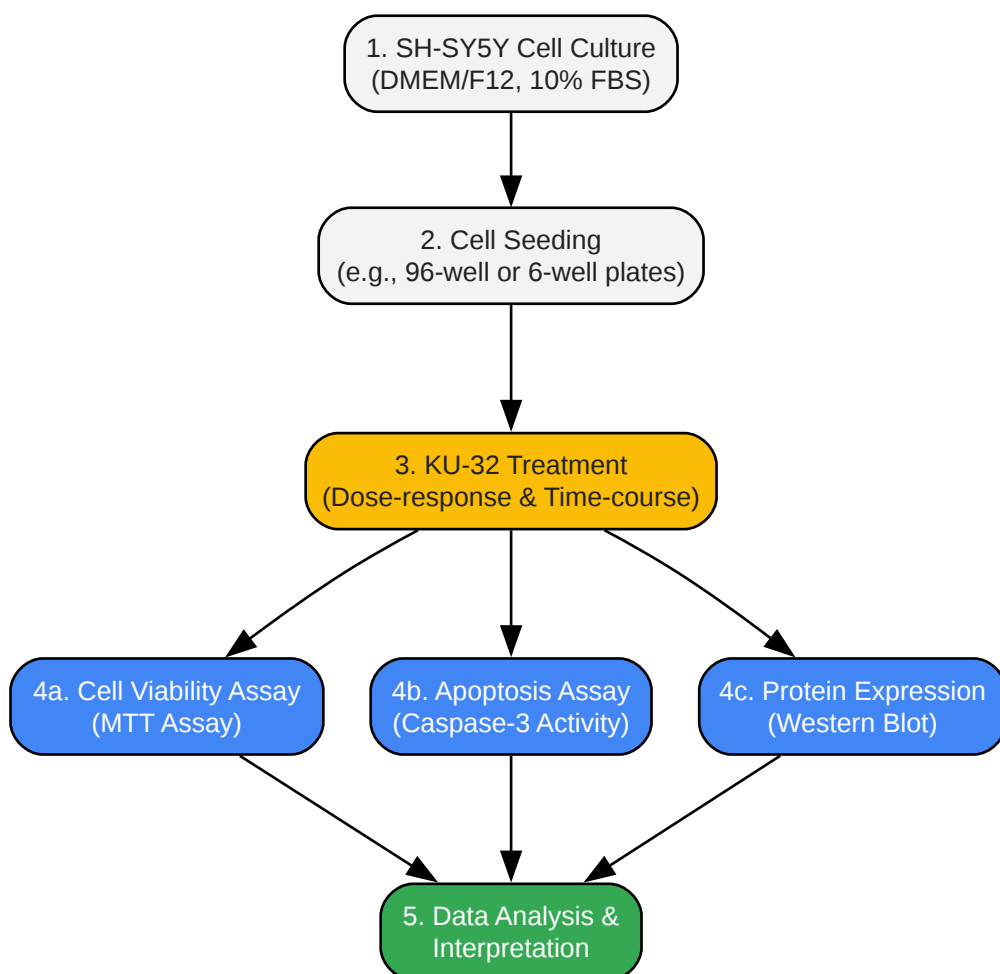 1. SH-SY5Y Cell Culture
(DMEM/F12, 10% FBS)
2. Cell Seeding
(e.g., 96-well or 6-well plates)
3. KU-32 Treatment
(Dose-response & Time-course)
4a. Cell Viability Assay
(MTT Assay)
4b. Apoptosis Assay
(Caspase-3 Activity)
4c. Protein Expression
(Western Blot)
5. Data Analysis &
Interpretation